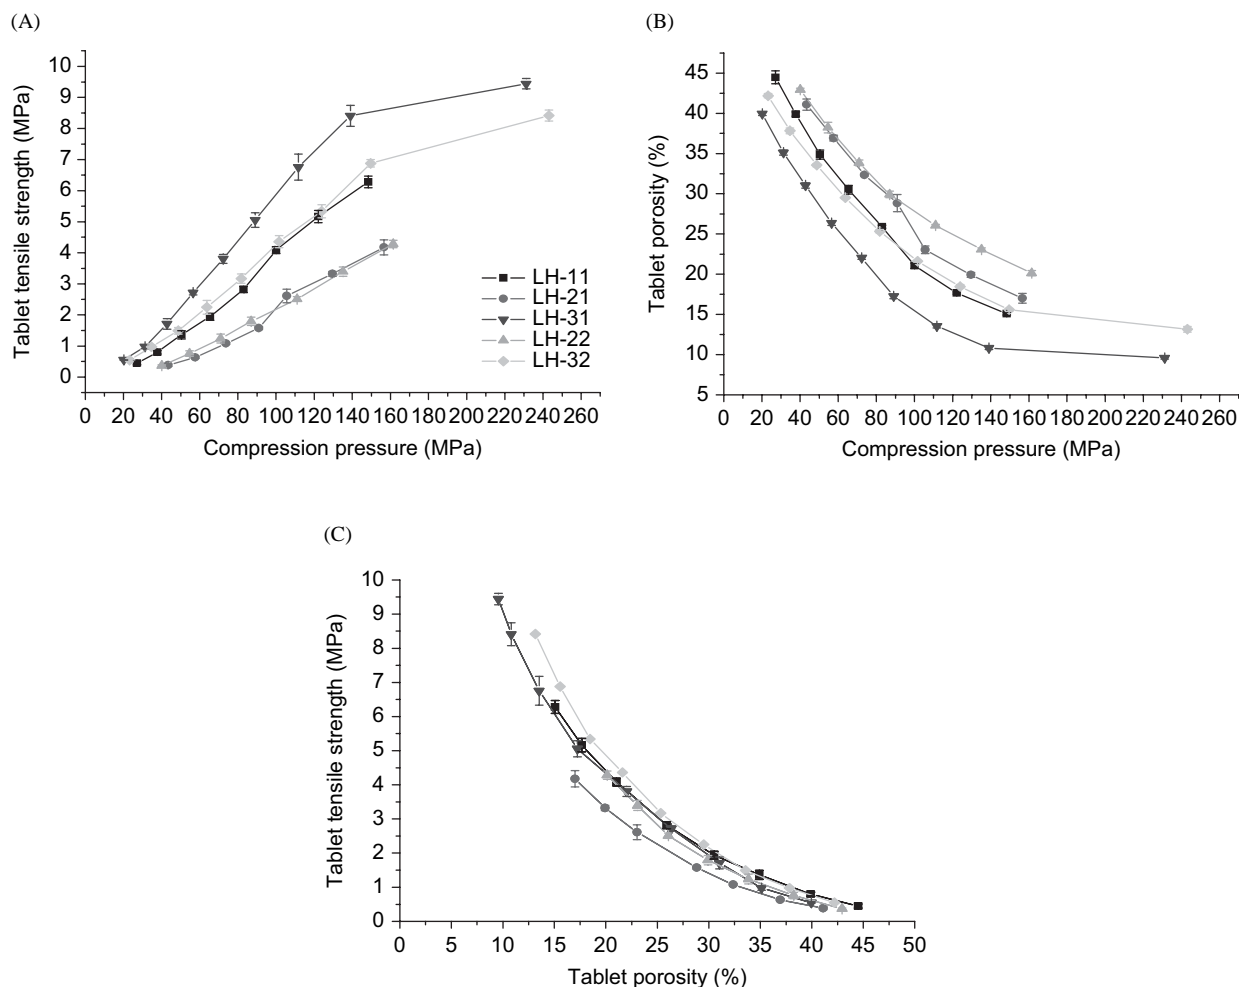 (A)
Tablet tensile strength (MPa)
10
9
8
7
6
5
4
3
2
1
0
0 20 40 60 80 100 120 140 160 180 200 220 240 260
Compression pressure (MPa)
LH-11
LH-21
LH-31
LH-22
LH-32
(B)
Tablet porosity (%)
45
40
35
30
25
20
15
10
5
0 20 40 60 80 100 120 140 160 180 200 220 240 260
Compression pressure (MPa)
(C)
Tablet tensile strength (MPa)
10
9
8
7
6
5
4
3
2
1
0
0 5 10 15 20 25 30 35 40 45 50
Tablet porosity (%)